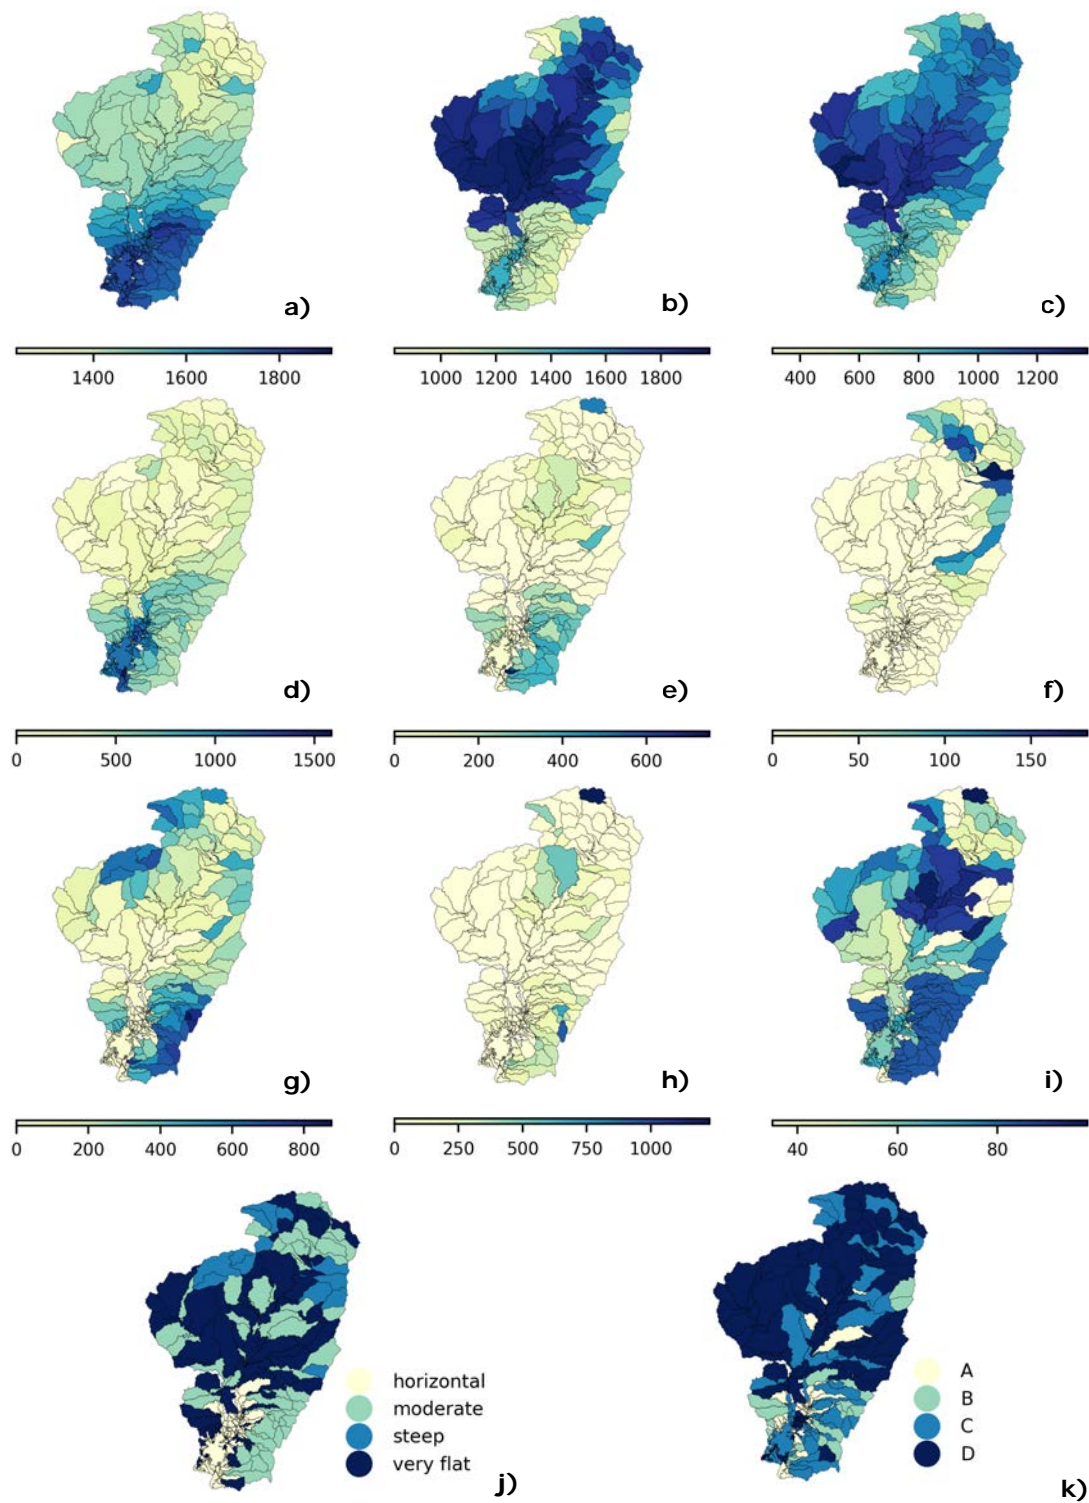 a)
b)
c)
1400 1600 1800
1000 1200 1400 1600 1800
400 600 800 1000 1200
d)
e)
f)
0 500 1000 1500
0 200 400 600
0 50 100 150
g)
h)
i)
0 200 400 600 800
0 250 500 750 1000
40 60 80
horizontal
moderate
steep
very flat
j)
A
B
C
D
k)